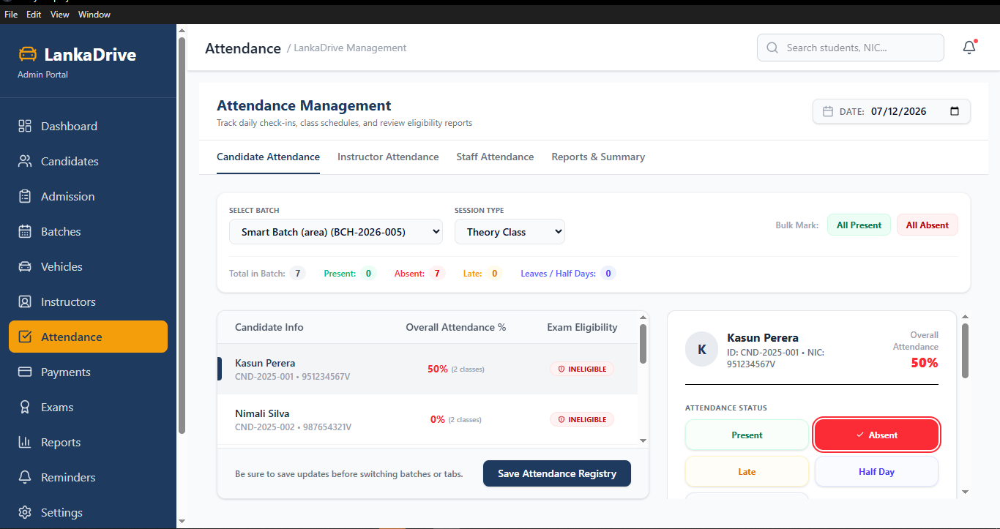 File Edit View Window
LankaDrive
Admin Portal
Dashboard
Candidates
Admission
Batches
Vehicles
Instructors
Attendance
Payments
Exams
Reports
Reminders
Settings
Attendance / LankaDrive Management
Search students, NIC...
Attendance Management
Track daily check-ins, class schedules, and review eligibility reports
DATE: 07/12/2026
Candidate Attendance Instructor Attendance Staff Attendance Reports & Summary
SELECT BATCH SESSION TYPE
Smart Batch (area) (BCH-2026-005) Theory Class
Bulk Mark: All Present All Absent
Total in Batch: 7 Present: 0 Absent: 7 Late: 0 Leaves / Half Days: 0
Candidate Info Overall Attendance % Exam Eligibility
Kasun Perera
CND-2025-001 • 951234567V
50% (2 classes) INELIGIBLE
Nimali Silva
CND-2025-002 • 987654321V
0% (2 classes) INELIGIBLE
Be sure to save updates before switching batches or tabs. Save Attendance Registry
K
Kasun Perera
ID: CND-2025-001 • NIC:
951234567V
Overall
Attendance
50%
ATTENDANCE STATUS
Present Absent
Late Half Day